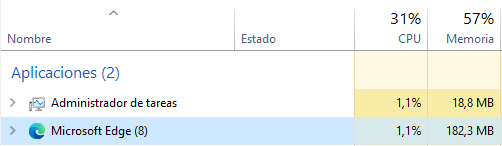 31% 57%
Nombre Estado CPU Memoria
Aplicaciones (2)
Administrador de tareas 1,1% 18,8 MB
Microsoft Edge (8) 1,1% 182,3 MB